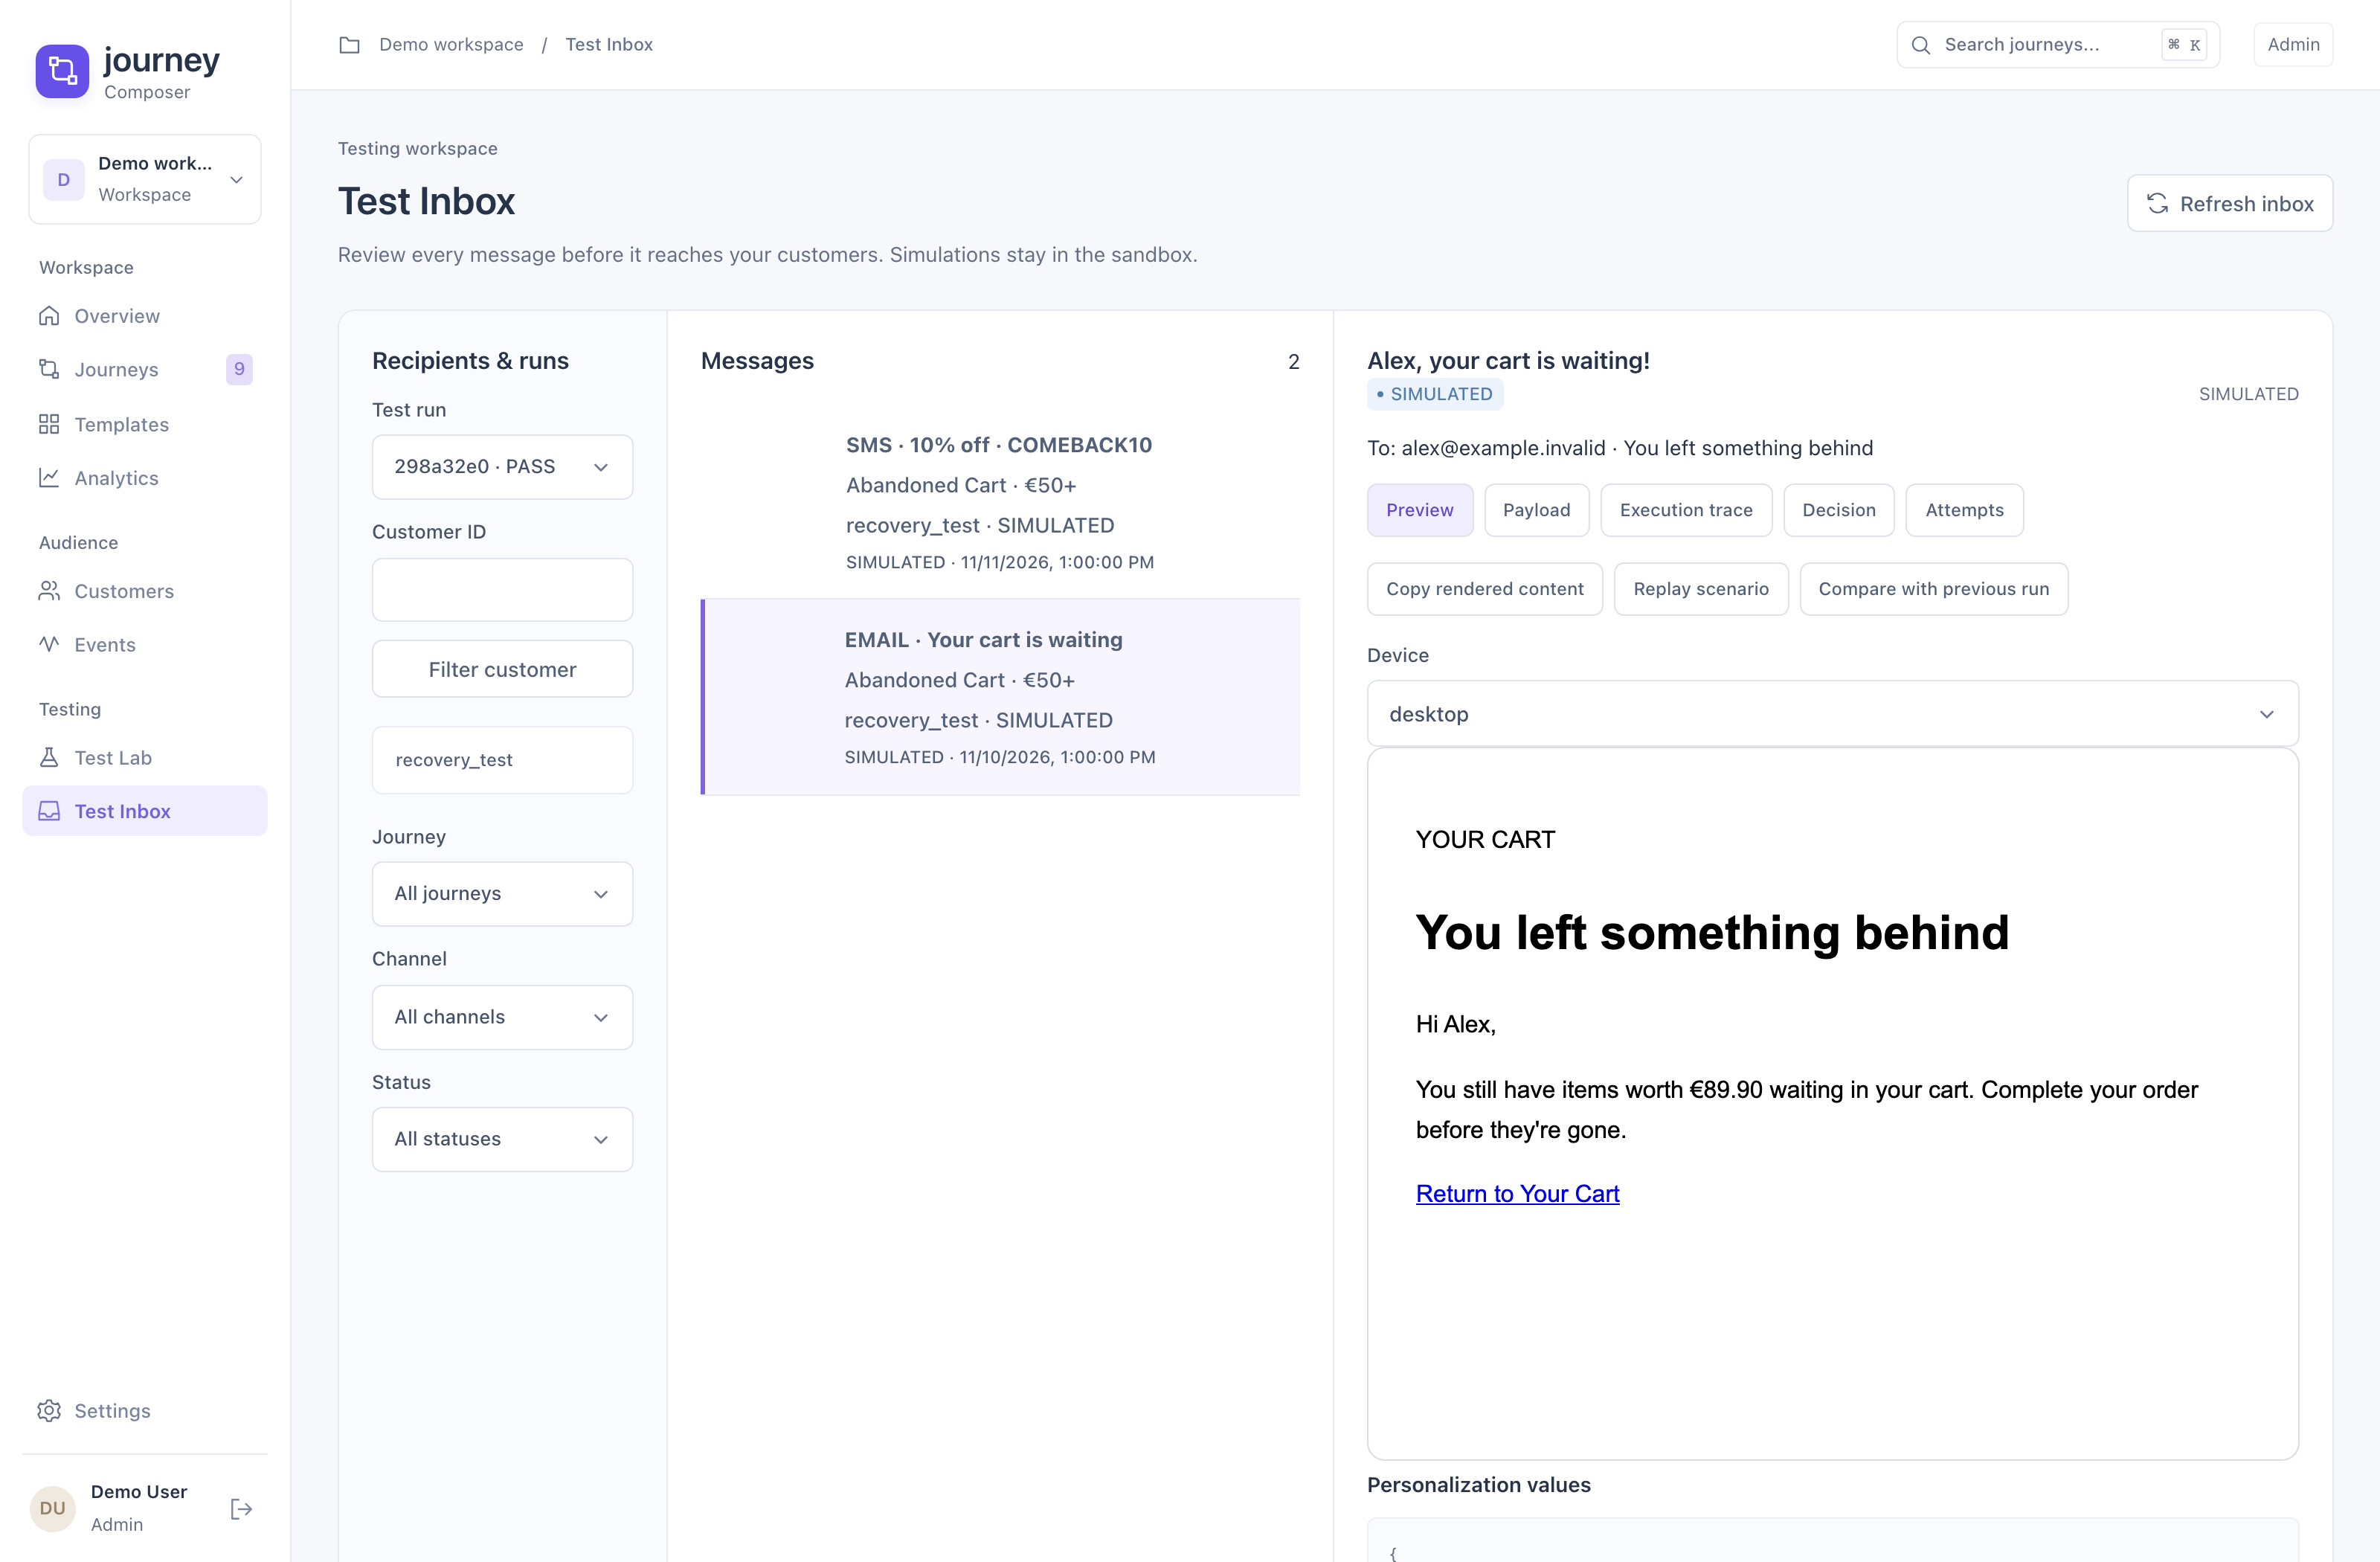 journey
Composer
D
Demo work...
Workspace
Workspace
Overview
Journeys
9
Templates
Analytics
Audience
Customers
Events
Testing
Test Lab
Test Inbox
Settings
DU
Demo User
Admin
Demo workspace / Test Inbox
Search journeys...
⌘ K
Admin
Testing workspace
Test Inbox
Review every message before it reaches your customers. Simulations stay in the sandbox.
Refresh inbox
Recipients & runs
Test run
298a32e0 · PASS
Customer ID
Filter customer
recovery_test
Journey
All journeys
Channel
All channels
Status
All statuses
Messages
2
SMS · 10% off · COMEBACK10
Abandoned Cart · €50+
recovery_test · SIMULATED
SIMULATED · 11/11/2026, 1:00:00 PM
EMAIL · Your cart is waiting
Abandoned Cart · €50+
recovery_test · SIMULATED
SIMULATED · 11/10/2026, 1:00:00 PM
Alex, your cart is waiting!
• SIMULATED
SIMULATED
To: alex@example.invalid · You left something behind
Preview
Payload
Execution trace
Decision
Attempts
Copy rendered content
Replay scenario
Compare with previous run
Device
desktop
YOUR CART
You left something behind
Hi Alex,
You still have items worth €89.90 waiting in your cart. Complete your order
before they're gone.
Return to Your Cart
Personalization values
{